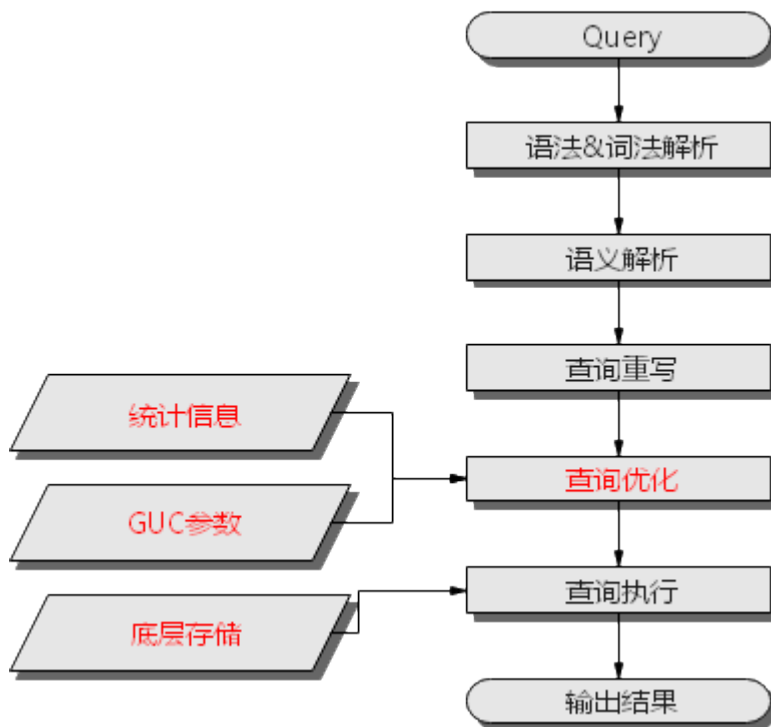 Query
语法&词法解析
语义解析
查询重写
统计信息
查询优化
GUC参数
查询执行
底层存储
输出结果